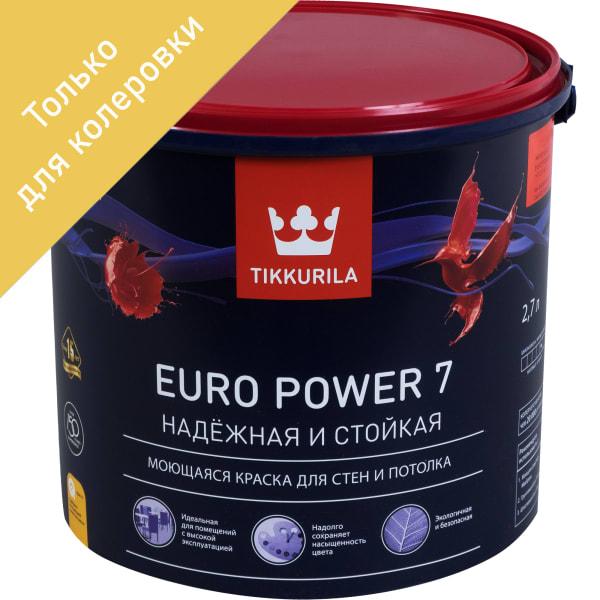 Только
для колеровки
TIKKURILA
2,7 л
EURO POWER 7
НАДЁЖНАЯ И СТОЙКАЯ
МОЮЩАЯСЯ КРАСКА ДЛЯ СТЕН И ПОТОЛКА
Идеальная
для помещений
с высокой
эксплуатацией
Надолго
сохраняет
насыщенность
цвета
Экологичная
и безопасная